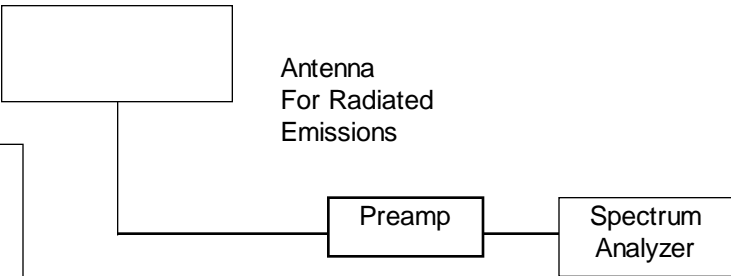 Antenna
For Radiated
Emissions
Preamp
Spectrum
Analyzer